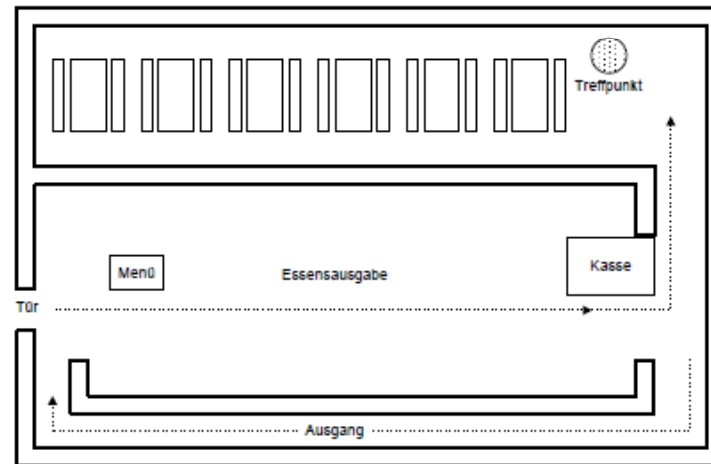 Treffpunkt
Menü
Essensausgabe
Kasse
Tür
Ausgang